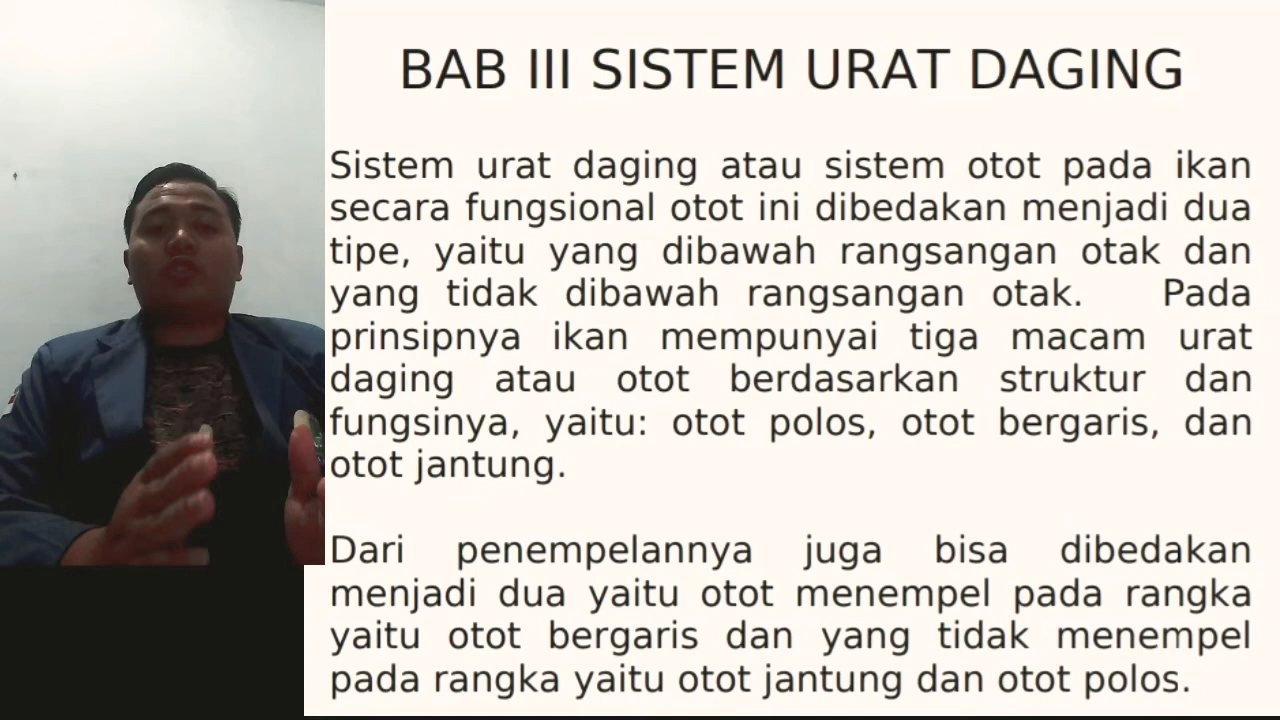 BAB III SISTEM URAT DAGING
Sistem urat daging atau sistem otot pada ikan
secara fungsional otot ini dibedakan menjadi dua
tipe, yaitu yang dibawah rangsangan otak dan
yang tidak dibawah rangsangan otak. Pada
prinsipnya ikan mempunyai tiga macam urat
daging atau otot berdasarkan struktur dan
fungsinya, yaitu: otot polos, otot bergaris, dan
otot jantung.
Dari penempelannya juga bisa dibedakan
menjadi dua yaitu otot menempel pada rangka
yaitu otot bergaris dan yang tidak menempel
pada rangka yaitu otot jantung dan otot polos.